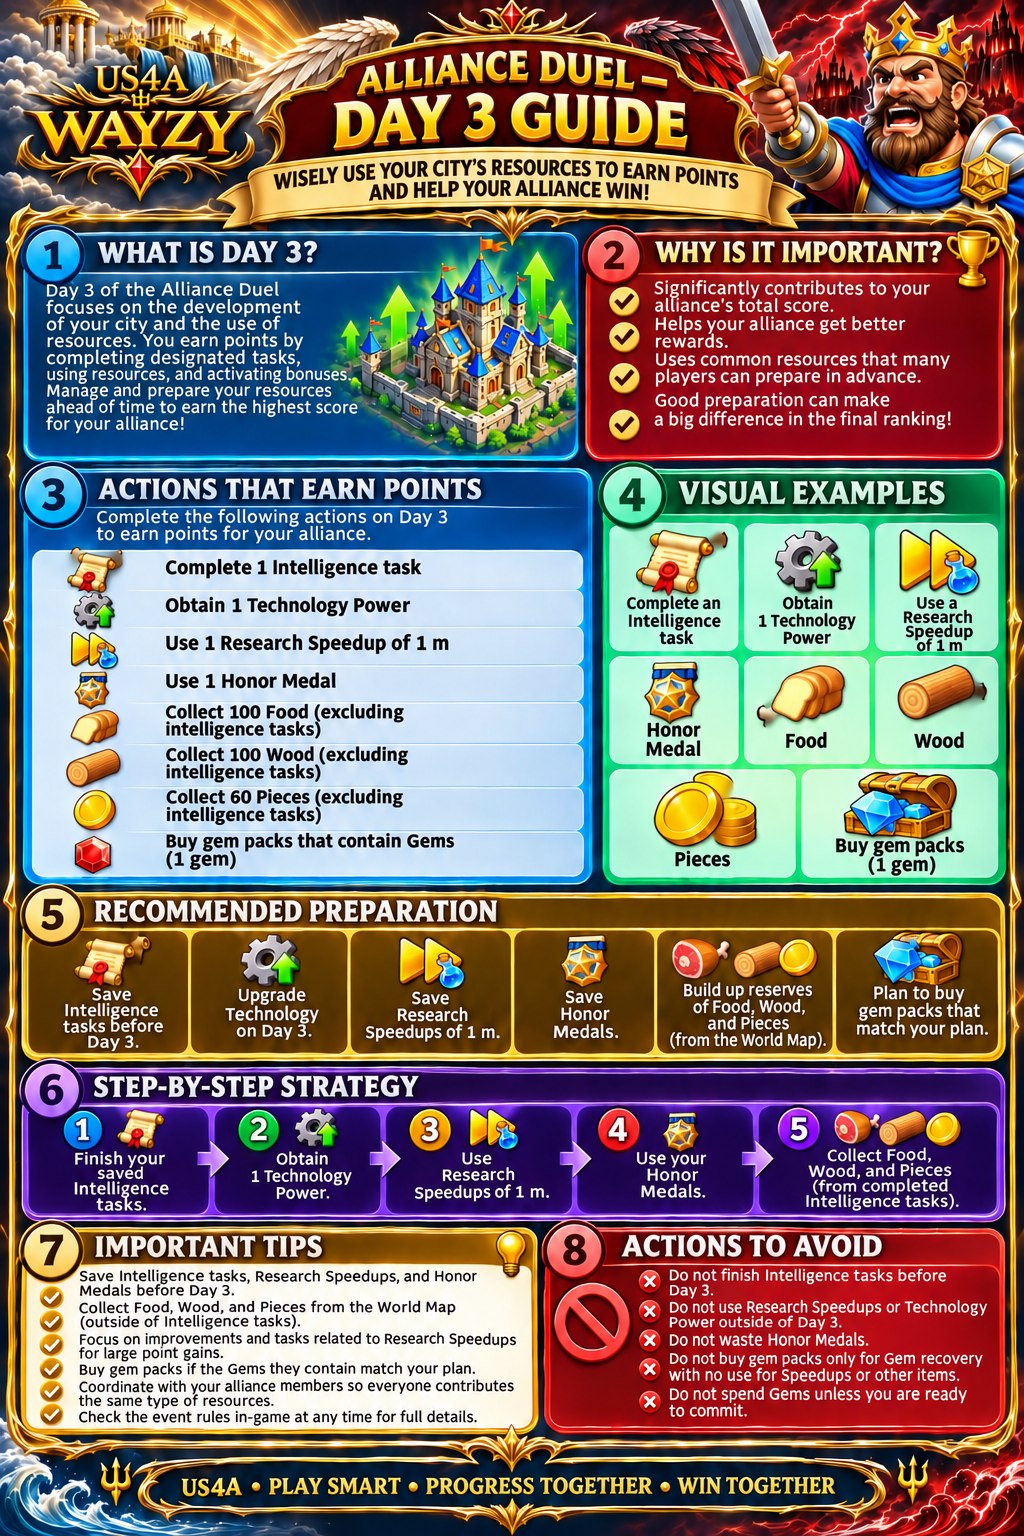 US4A
WAYZY
ALLIANCE DUEL –
DAY 3 GUIDE
WISELY USE YOUR CITY'S RESOURCES TO EARN POINTS
AND HELP YOUR ALLIANCE WIN!
1 WHAT IS DAY 3?
Day 3 of the Alliance Duel
focuses on the development
of your city and the use of
resources. You earn points by
completing designated tasks,
using resources, and activating bonuses.
Manage and prepare your resources
ahead of time to earn the highest score
for your alliance!
2 WHY IS IT IMPORTANT?
Significantly contributes to your
alliance's total score.
Helps your alliance get better
rewards.
Uses common resources that many
players can prepare in advance.
Good preparation can make
a big difference in the final ranking!
3 ACTIONS THAT EARN POINTS
Complete the following actions on Day 3
to earn points for your alliance.
Complete 1 Intelligence task
Obtain 1 Technology Power
Use 1 Research Speedup of 1 m
Use 1 Honor Medal
Collect 100 Food (excluding
intelligence tasks)
Collect 100 Wood (excluding
intelligence tasks)
Collect 60 Pieces (excluding
intelligence tasks)
Buy gem packs that contain Gems
(1 gem)
4 VISUAL EXAMPLES
Complete an
Intelligence
task
Obtain
1 Technology
Power
Use a
Research
Speedup
of 1 m
Honor
Medal
Food
Wood
Pieces
Buy gem packs
(1 gem)
5 RECOMMENDED PREPARATION
Save
Intelligence
tasks before
Day 3.
Upgrade
Technology
on Day 3.
Save
Research
Speedups of 1 m.
Save
Honor
Medals.
Build up reserves
of Food, Wood,
and Pieces
(from the World Map).
Plan to buy
gem packs that
match your plan.
6 STEP-BY-STEP STRATEGY
1
Finish your
saved
Intelligence
tasks.
2
Obtain
1 Technology
Power.
3
Use
Research
Speedups of 1 m.
4
Use your
Honor
Medals.
5
Collect Food,
Wood, and Pieces
(from completed
Intelligence tasks).
7 IMPORTANT TIPS
Save Intelligence tasks, Research Speedups, and Honor
Medals before Day 3.
Collect Food, Wood, and Pieces from the World Map
(outside of Intelligence tasks).
Focus on improvements and tasks related to Research Speedups
for large point gains.
Buy gem packs if the Gems they contain match your plan.
Coordinate with your alliance members so everyone contributes
the same type of resources.
Check the event rules in-game at any time for full details.
8 ACTIONS TO AVOID
Do not finish Intelligence tasks before
Day 3.
Do not use Research Speedups or Technology
Power outside of Day 3.
Do not waste Honor Medals.
Do not buy gem packs only for Gem recovery
with no use for Speedups or other items.
Do not spend Gems unless you are ready
to commit.
US4A • PLAY SMART • PROGRESS TOGETHER • WIN TOGETHER